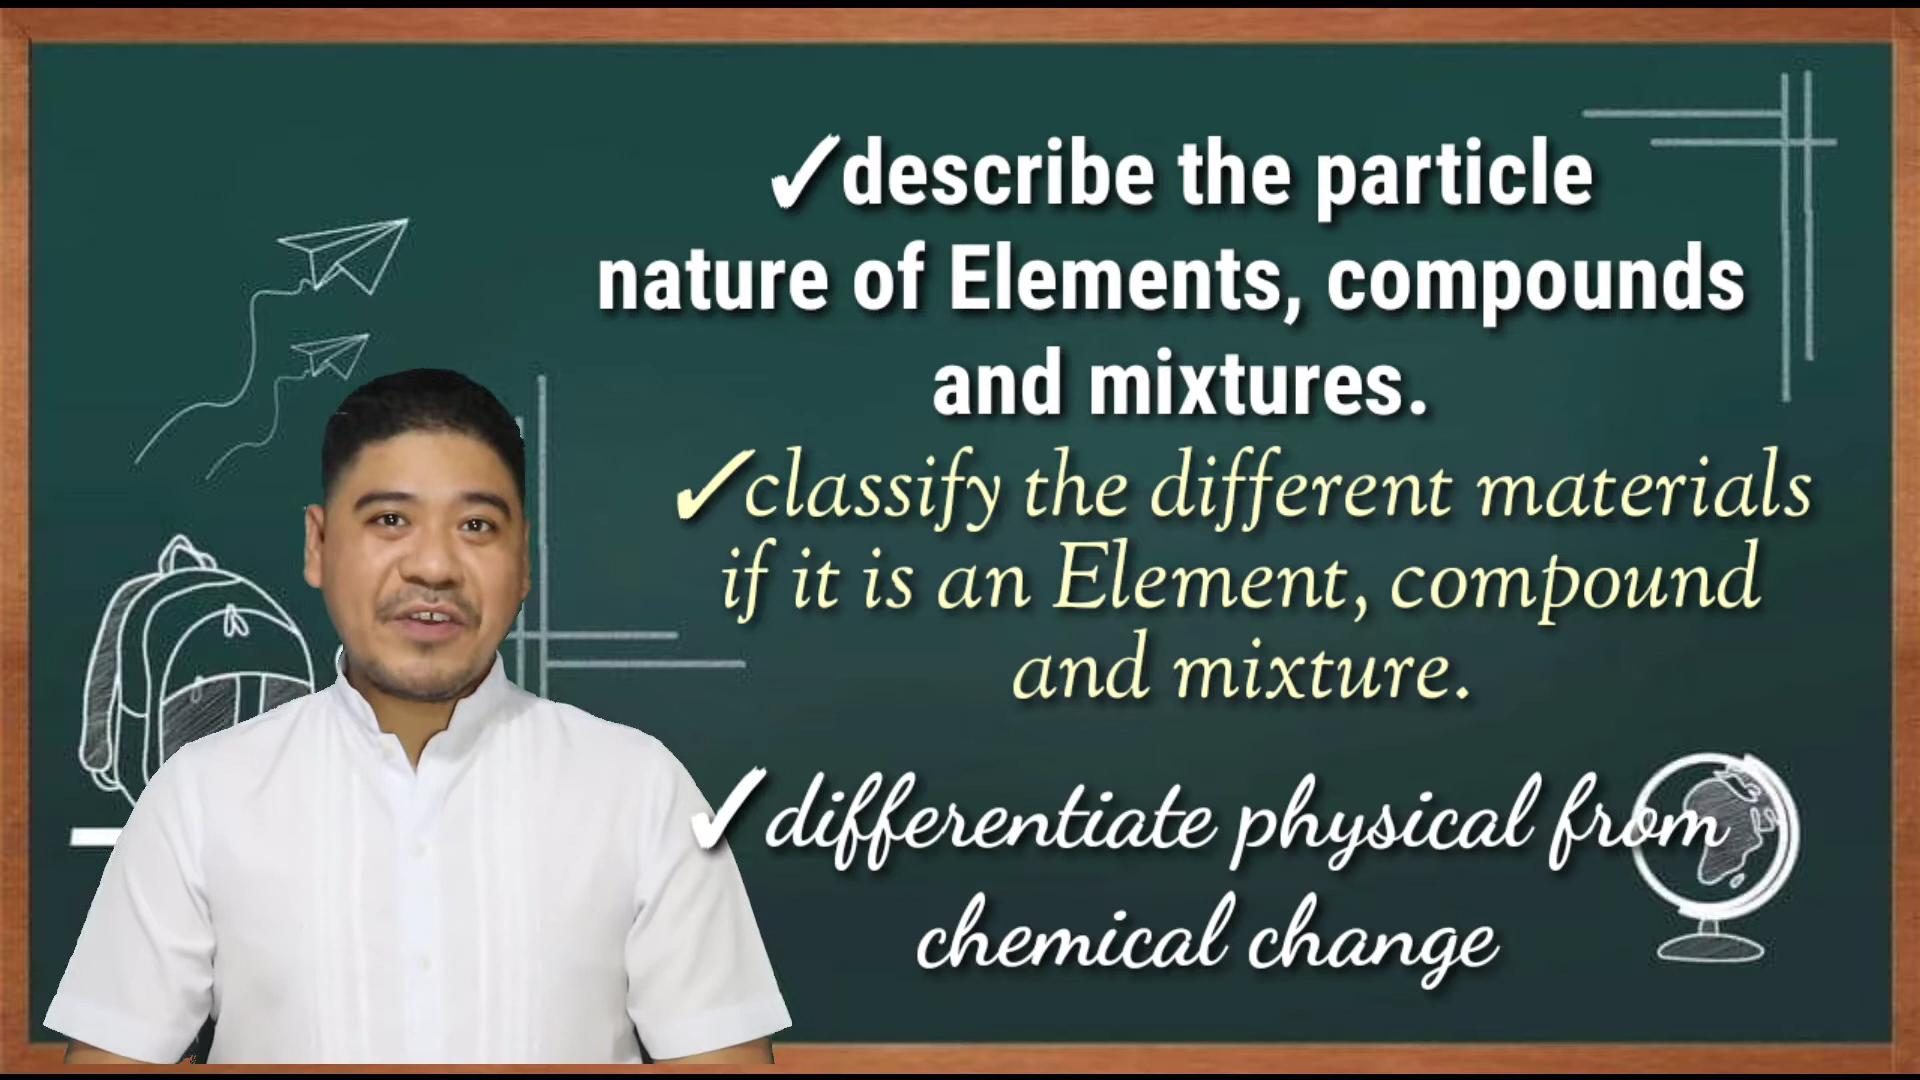 ✓describe the particle
nature of Elements, compounds
and mixtures.
✓classify the different materials
if it is an Element, compound
and mixture.
✓differentiate physical from
chemical change